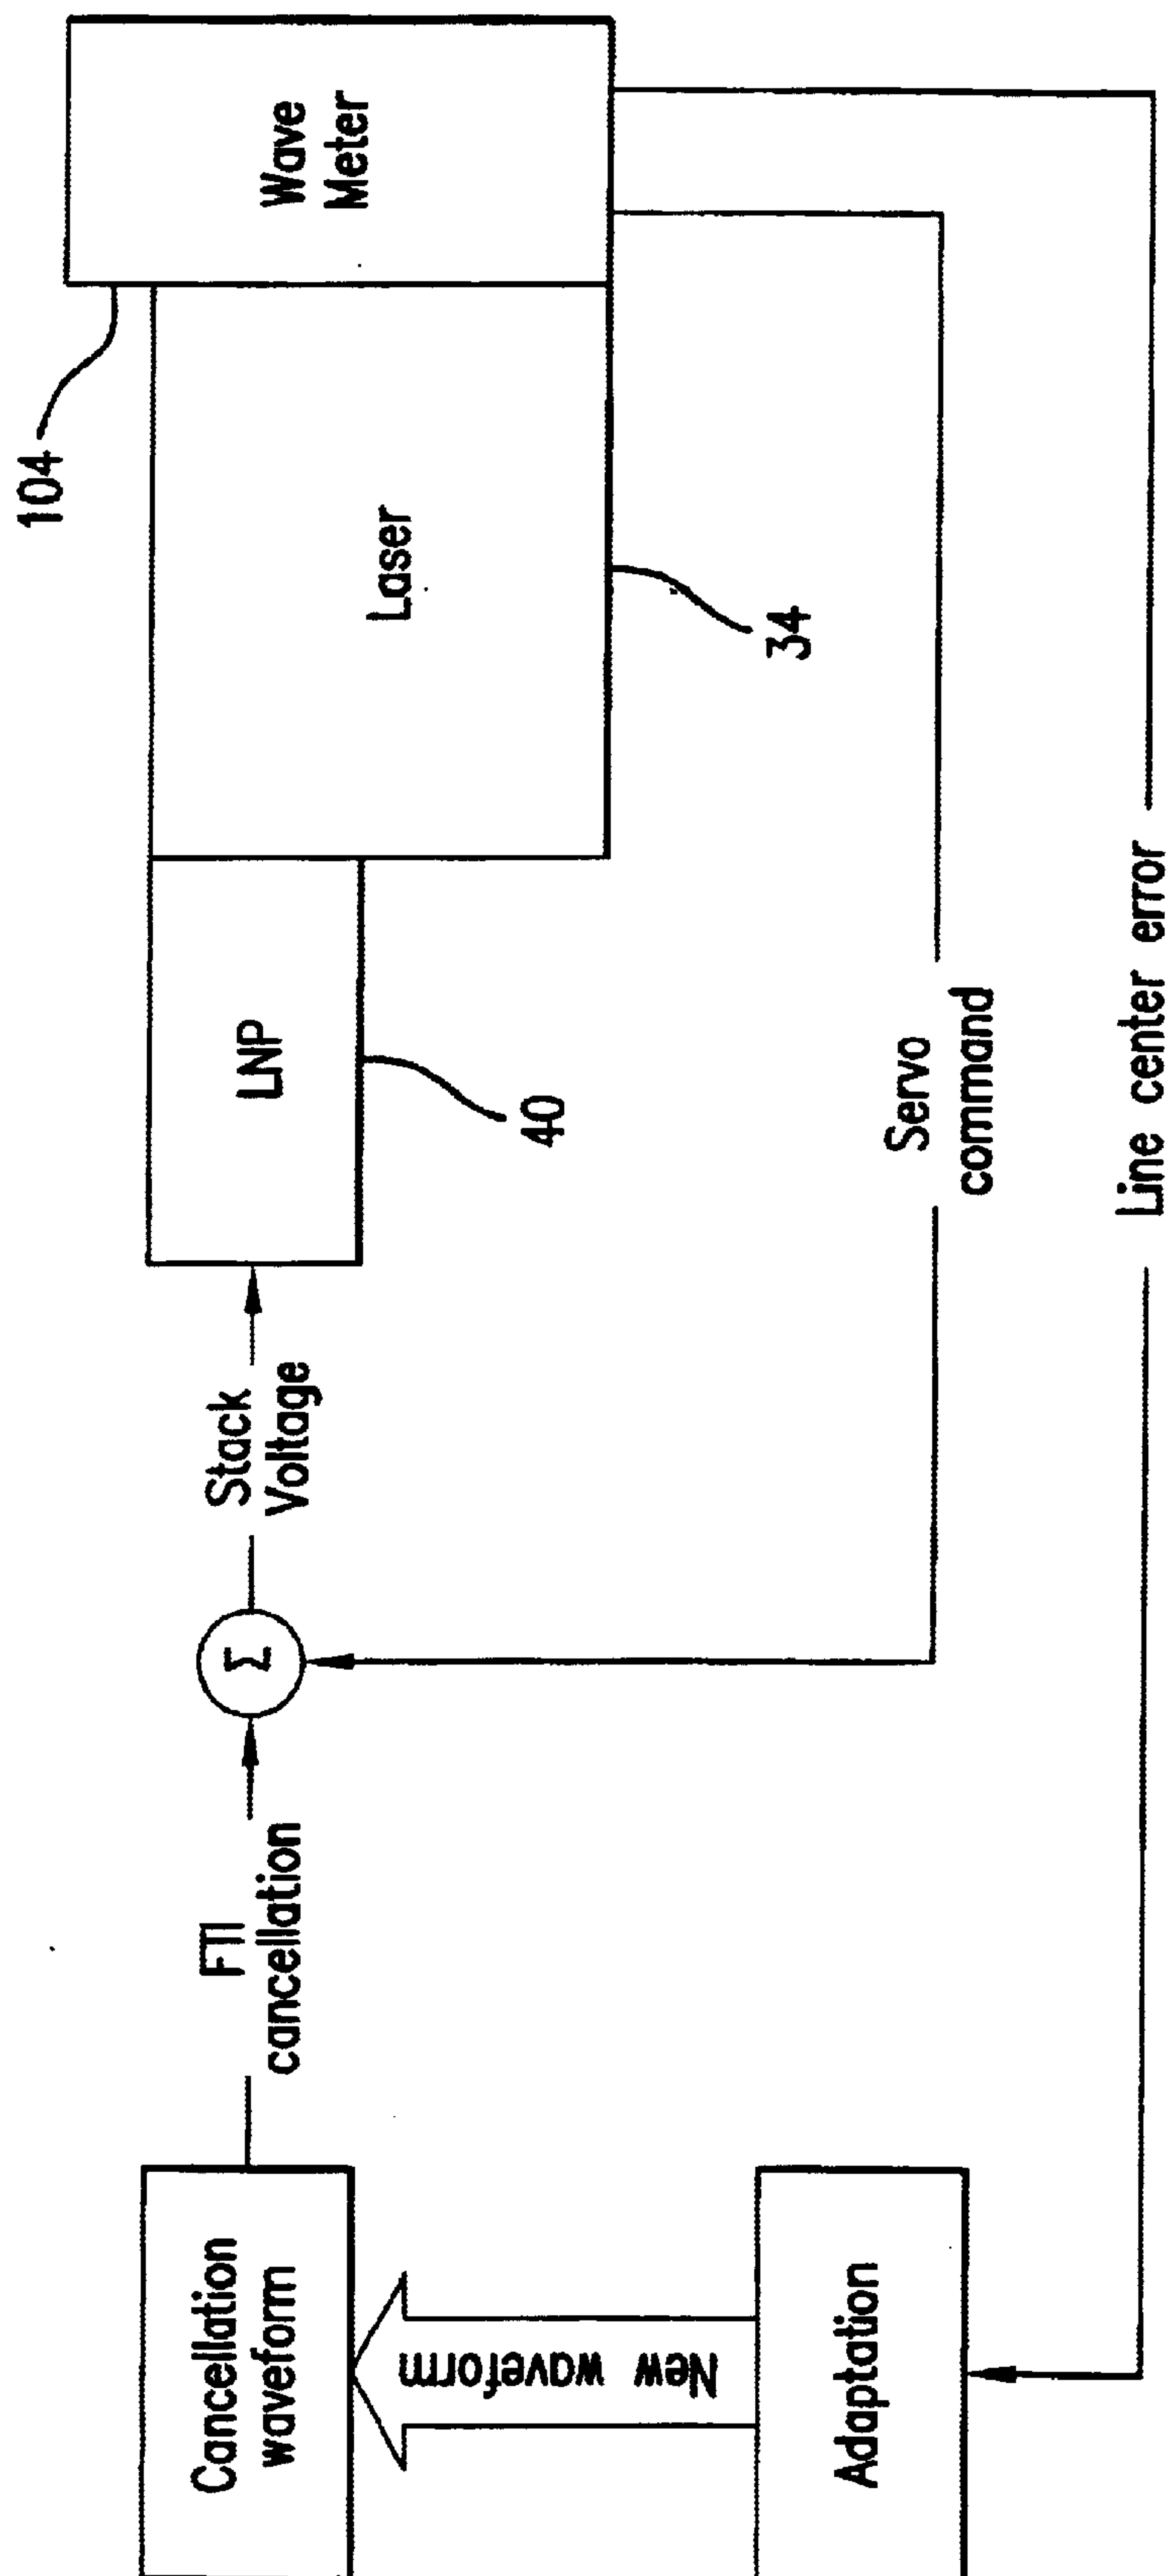 Cancellation
waveform
FTI
cancellation
Σ
Stack
Voltage
LNP
40
Laser
34
Wave
Meter
104
New waveform
Adaptation
Servo
command
Line center error